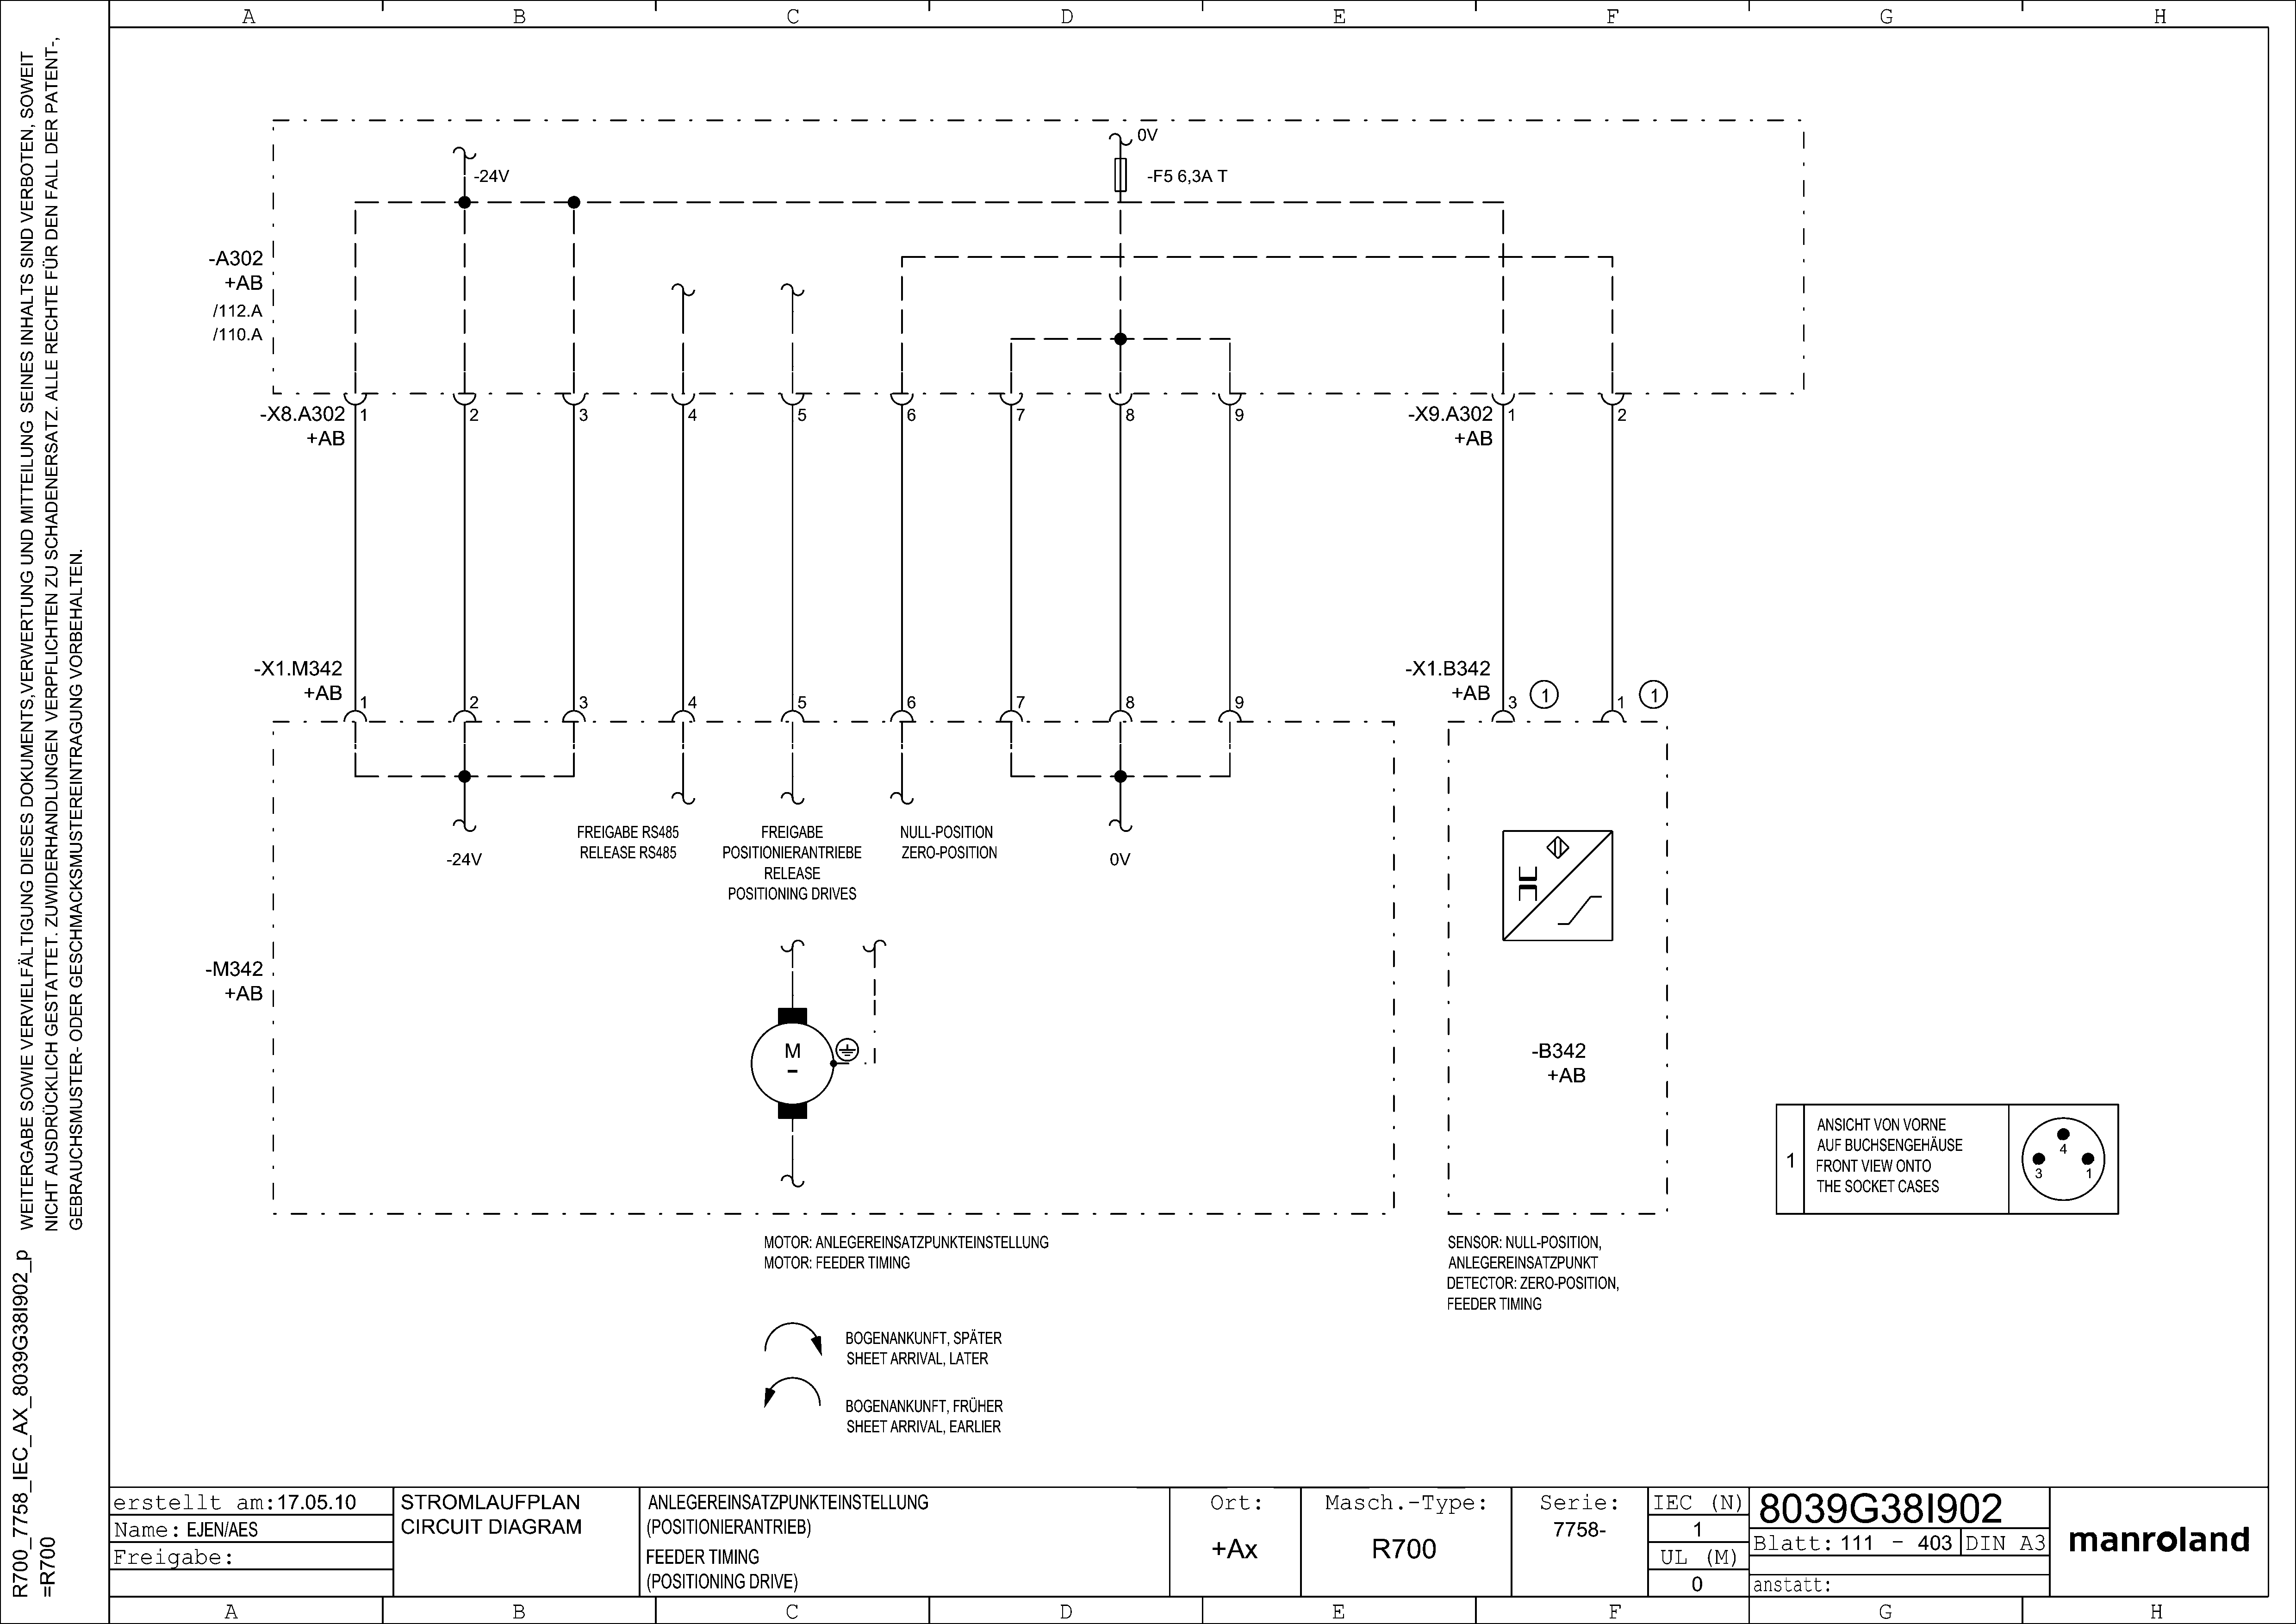 A B C D E F G H
WEITERGABE SOWIE VERVIELFÄLTIGUNG DIESES DOKUMENTS,VERWERTUNG UND MITTEILUNG SEINES INHALTS SIND VERBOTEN, SOWEIT
NICHT AUSDRÜCKLICH GESTATTET. ZUWIDERHANDLUNGEN VERPFLICHTEN ZU SCHADENERSATZ. ALLE RECHTE FÜR DEN FALL DER PATENT-,
GEBRAUCHSMUSTER- ODER GESCHMACKSMUSTEREINTRAGUNG VORBEHALTEN.
R700_7758_IEC_AX_8039G38I902_p
=R700
0V
-24V
-F5 6,3A T
-A302
+AB
/112.A
/110.A
-X8.A302 1 2 3 4 5 6 7 8 9
+AB
-X9.A302 1 2
+AB
-X1.M342
+AB 1 2 3 4 5 6 7 8 9
-X1.B342
+AB 3 1 1 1
-24V
FREIGABE RS485
RELEASE RS485
FREIGABE
POSITIONIERANTRIEBE
RELEASE
POSITIONING DRIVES
NULL-POSITION
ZERO-POSITION
0V
-M342
+AB
M
-B342
+AB
1
ANSICHT VON VORNE
AUF BUCHSENGEHÄUSE
FRONT VIEW ONTO
THE SOCKET CASES
4
3 1
MOTOR: ANLEGEREINSATZPUNKTEINSTELLUNG
MOTOR: FEEDER TIMING
SENSOR: NULL-POSITION,
ANLEGEREINSATZPUNKT
DETECTOR: ZERO-POSITION,
FEEDER TIMING
BOGENANKUNFT, SPÄTER
SHEET ARRIVAL, LATER
BOGENANKUNFT, FRÜHER
SHEET ARRIVAL, EARLIER
erstellt am:17.05.10
Name: EJEN/AES
Freigabe:
STROMLAUFPLAN
CIRCUIT DIAGRAM
ANLEGEREINSATZPUNKTEINSTELLUNG
(POSITIONIERANTRIEB)
FEEDER TIMING
(POSITIONING DRIVE)
Ort:
+Ax
Masch.-Type:
R700
Serie:
7758-
IEC (N)
1
UL (M)
0
8039G38I902
Blatt: 111 - 403 DIN A3
anstatt:
manroland
A B C D E F G H